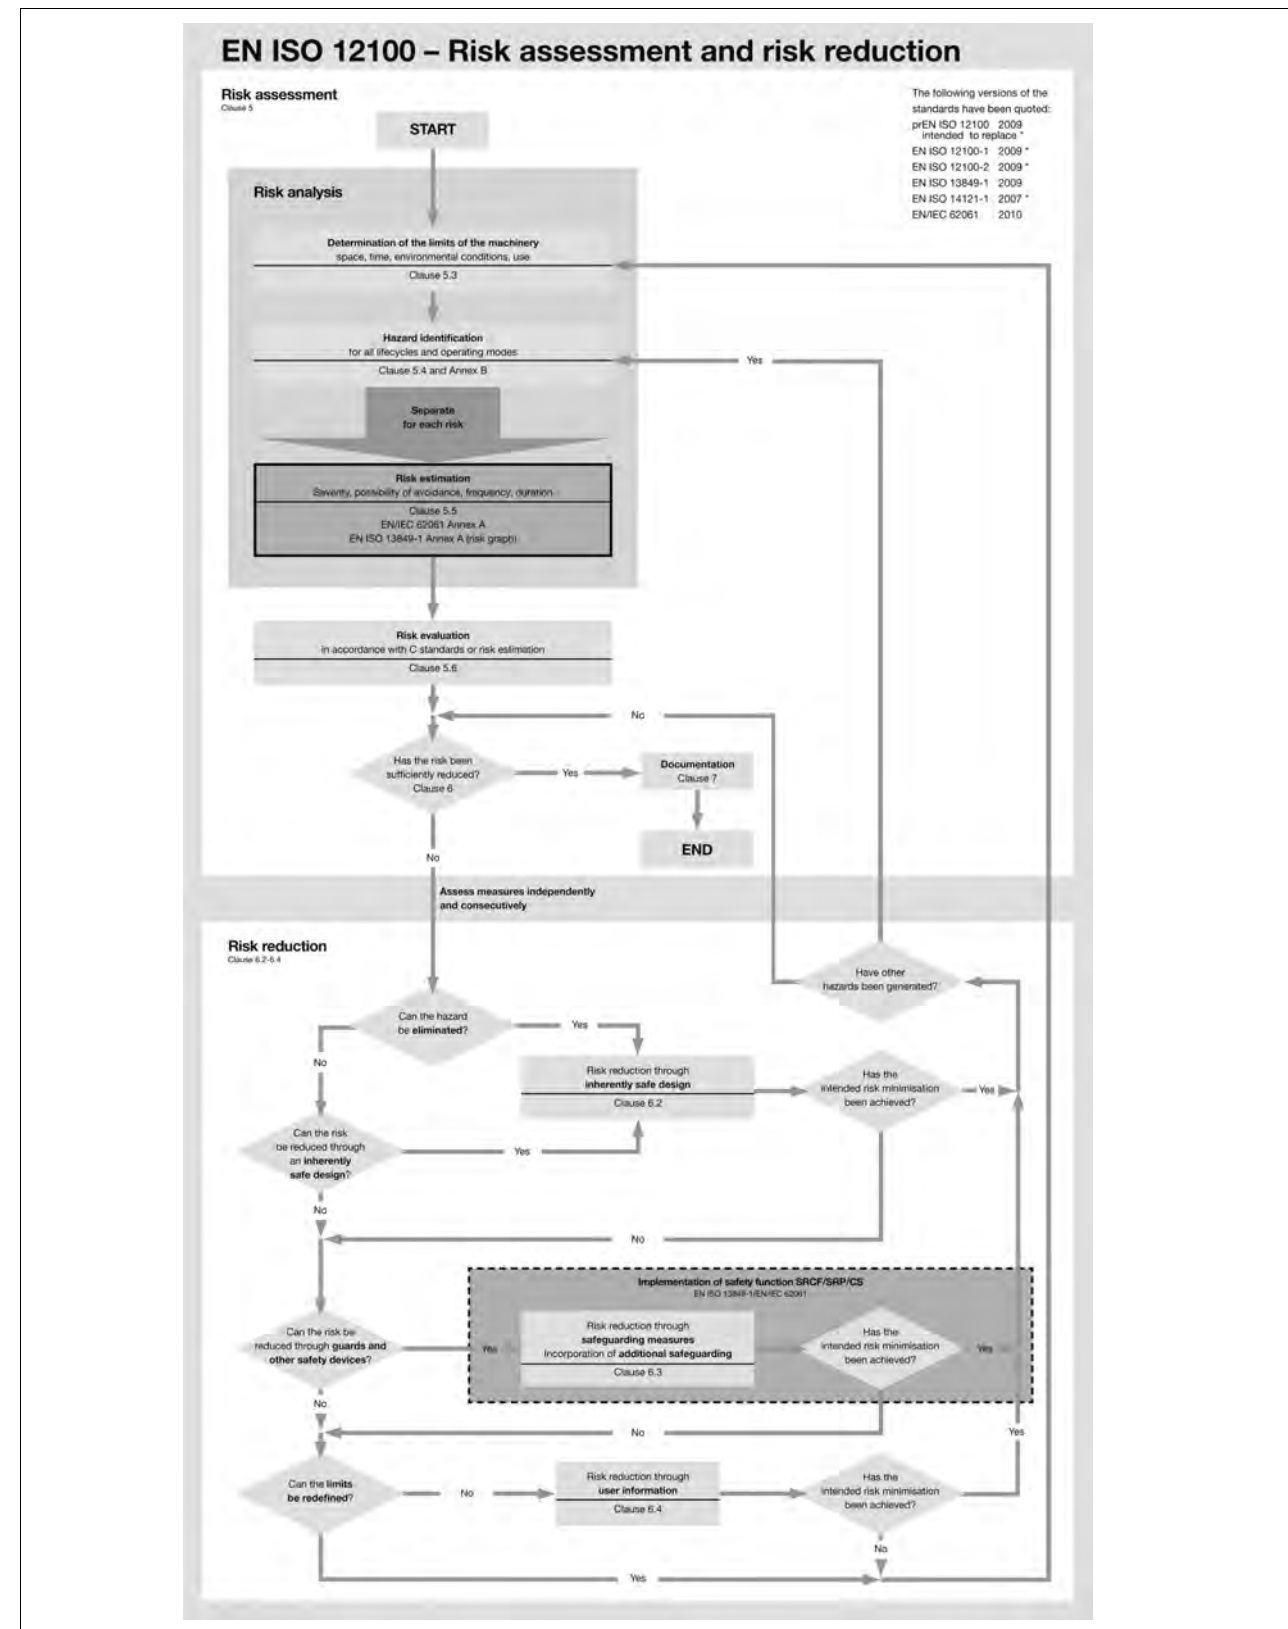 EN ISO 12100 – Risk assessment and risk reduction
Risk assessment
Clause 5
The following versions of the
standards have been quoted:
prEN ISO 12100 2009
intended to replace *
EN ISO 12100-1 2009 *
EN ISO 12100-2 2009 *
EN ISO 13849-1 2009
EN ISO 14121-1 2007 *
EN/IEC 62061 2010
START
Risk analysis
Determination of the limits of the machinery
space, time, environmental conditions, use
Clause 5.3
Hazard identification
for all lifecycles and operating modes
Clause 5.4 and Annex B
Yes
Separate
for each risk
Risk estimation
Severity, possibility of avoidance, frequency, duration
Clause 5.5
EN/IEC 62061 Annex A
EN ISO 13849-1 Annex A (risk graph)
Risk evaluation
in accordance with C standards or risk estimation
Clause 5.6
No
Has the risk been
sufficiently reduced?
Clause 6
Yes
Documentation
Clause 7
END
No
Assess measures independently
and consecutively
Risk reduction
Clause 6.2-6.4
Have other
hazards been generated?
Can the hazard
be eliminated?
Yes
No
Risk reduction through
inherently safe design
Clause 6.2
Has the
intended risk minimisation
been achieved?
Yes
Can the risk
be reduced through
an inherently
safe design?
Yes
No
No
Implementation of safety function SRCF/SRP/CS
EN ISO 13849-1/EN/IEC 62061
Can the risk be
reduced through guards and
other safety devices?
Yes
Risk reduction through
safeguarding measures
Incorporation of additional safeguarding
Clause 6.3
Has the
intended risk minimisation
been achieved?
Yes
No
No
Yes
Can the limits
be redefined?
No
Risk reduction through
user information
Clause 6.4
Has the
intended risk minimisation
been achieved?
No
Yes